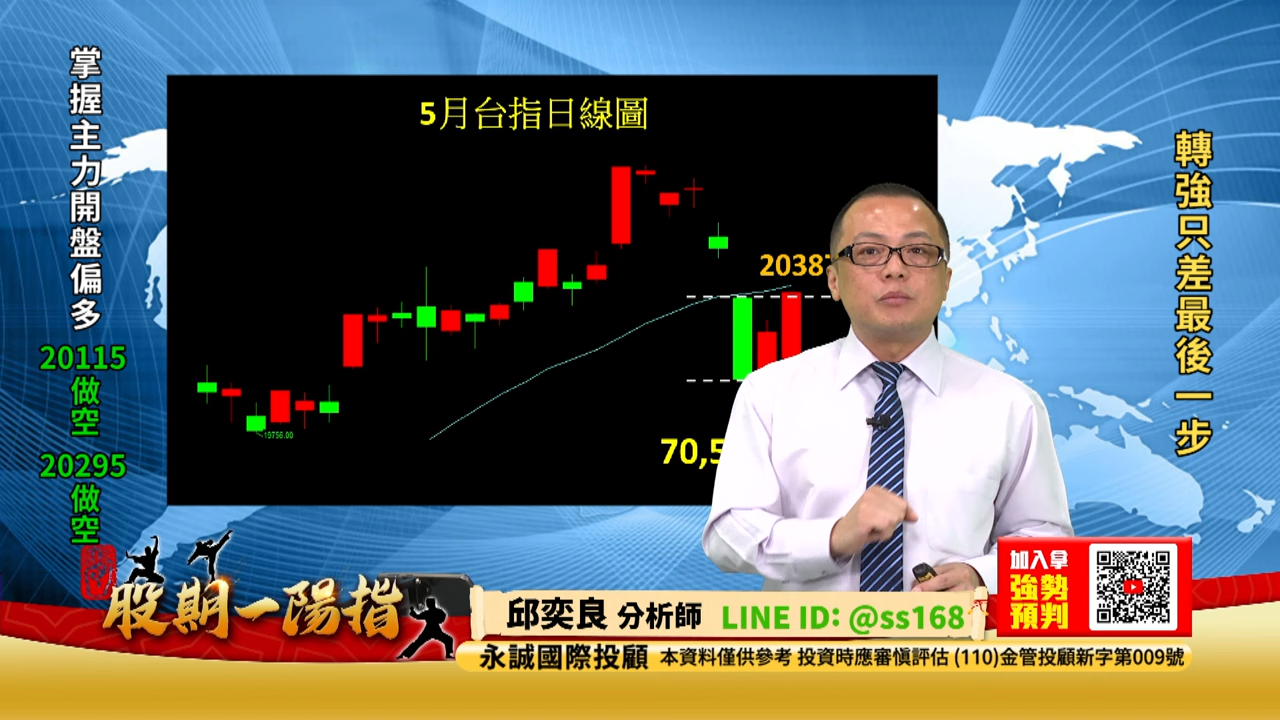 掌握主力開盤偏多
20115
做空
20295
做空
5月台指日線圖
2038
19756.00
70,5
轉強只差最後一步
股期一陽指
邱奕良 分析師 LINE ID: @ss168
永誠國際投顧 本資料僅供參考 投資時應審慎評估 (110)金管投顧新字第009號
加入拿
強勢
預判